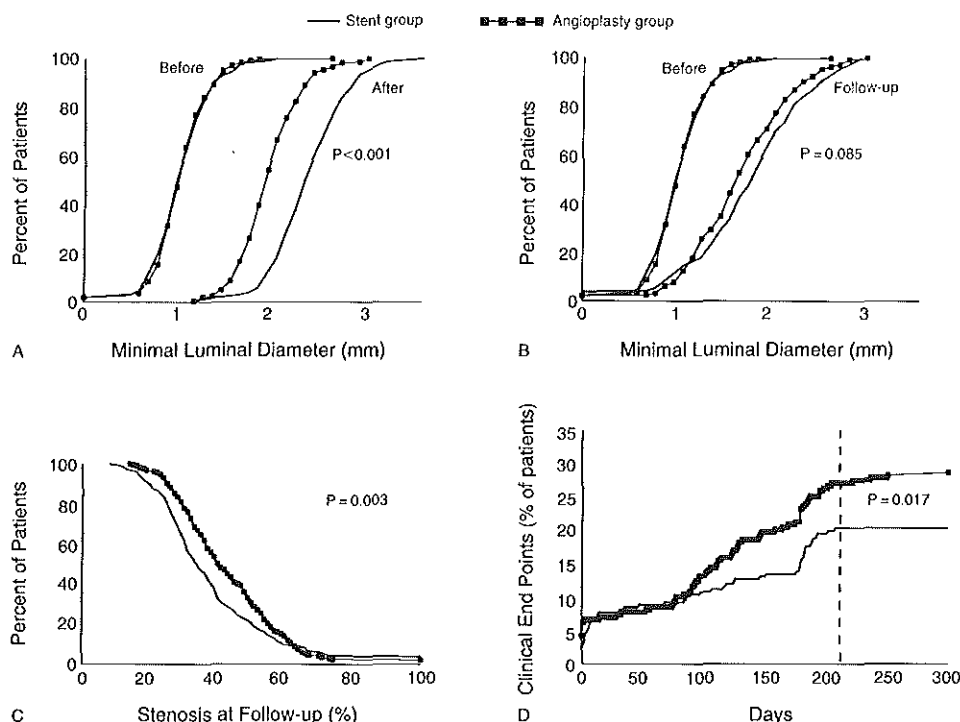 Stent group
Angioplasty group
100
80
60
40
20
0
Percent of Patients
Before
After
P<0.001
0
1
2
3
A
Minimal Luminal Diameter (mm)
100
80
60
40
20
0
Percent of Patients
Before
Follow-up
P=0.085
0
1
2
3
B
Minimal Luminal Diameter (mm)
100
80
60
40
20
0
Percent of Patients
P=0.003
0
20
40
60
80
100
C
Stenosis at Follow-up (%)
35
30
25
20
15
10
5
0
Clinical End Points (% of patients)
P=0.017
0
50
100
150
200
250
300
D
Days